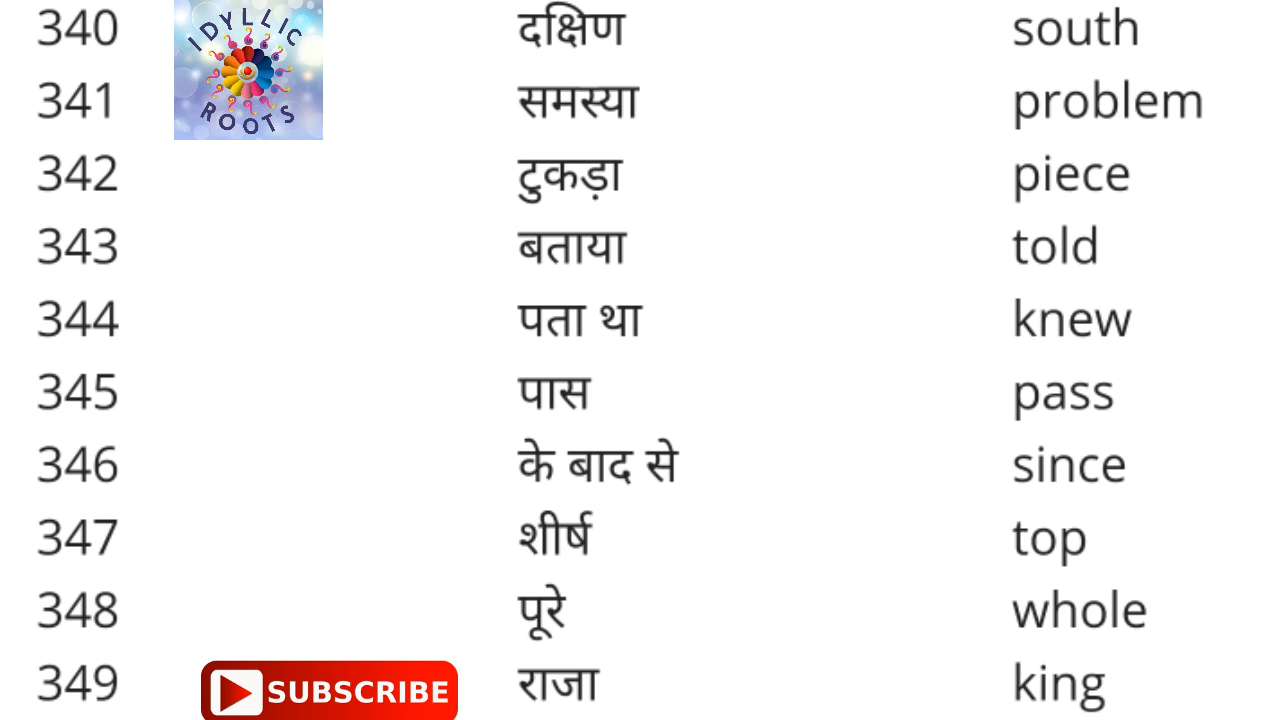 340 दक्षिण south
IDYLLIC
ROOTS
341 समस्या problem
342 टुकड़ा piece
343 बताया told
344 पता था knew
345 पास pass
346 के बाद से since
347 शीर्ष top
348 पूरे whole
349 राजा king
SUBSCRIBE